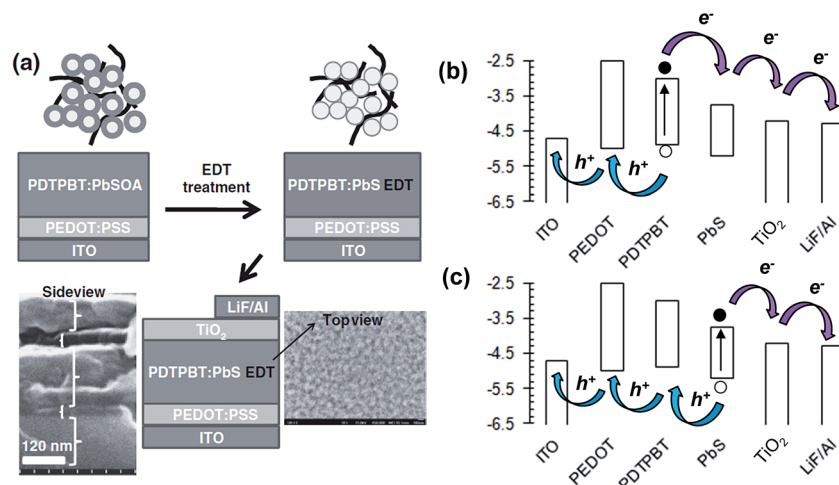 (a)
PDTPBT:PbSOA
PEDOT:PSS
ITO
EDT
treatment
PDTPBT:PbS EDT
PEDOT:PSS
ITO
Sideview
120 nm
LiF/Al
TiO2
PDTPBT:PbS EDT
PEDOT:PSS
ITO
Top view
(b)
-2.5
-3.5
-4.5
-5.5
-6.5
e-
e-
e-
h+
h+
ITO
PEDOT
PDTPBT
PbS
TiO2
LiF/Al
(c)
-2.5
-3.5
-4.5
-5.5
-6.5
e-
e-
h+
h+
h+
ITO
PEDOT
PDTPBT
PbS
TiO2
LiF/Al